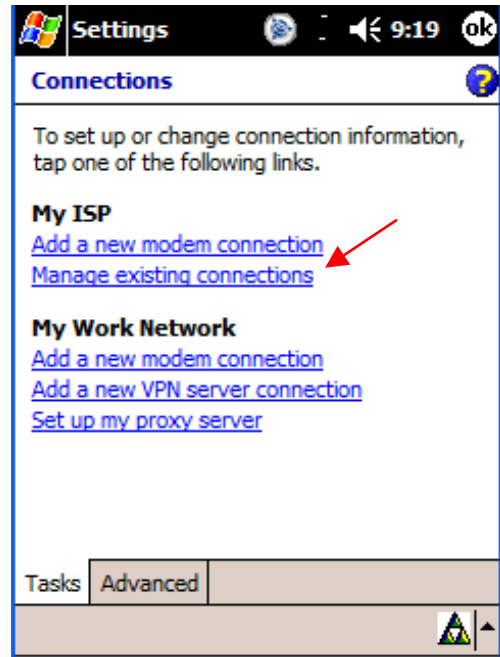 Settings 9:19 ok
Connections ?
To set up or change connection information,
tap one of the following links.
My ISP
Add a new modem connection
Manage existing connections
My Work Network
Add a new modem connection
Add a new VPN server connection
Set up my proxy server
Tasks Advanced